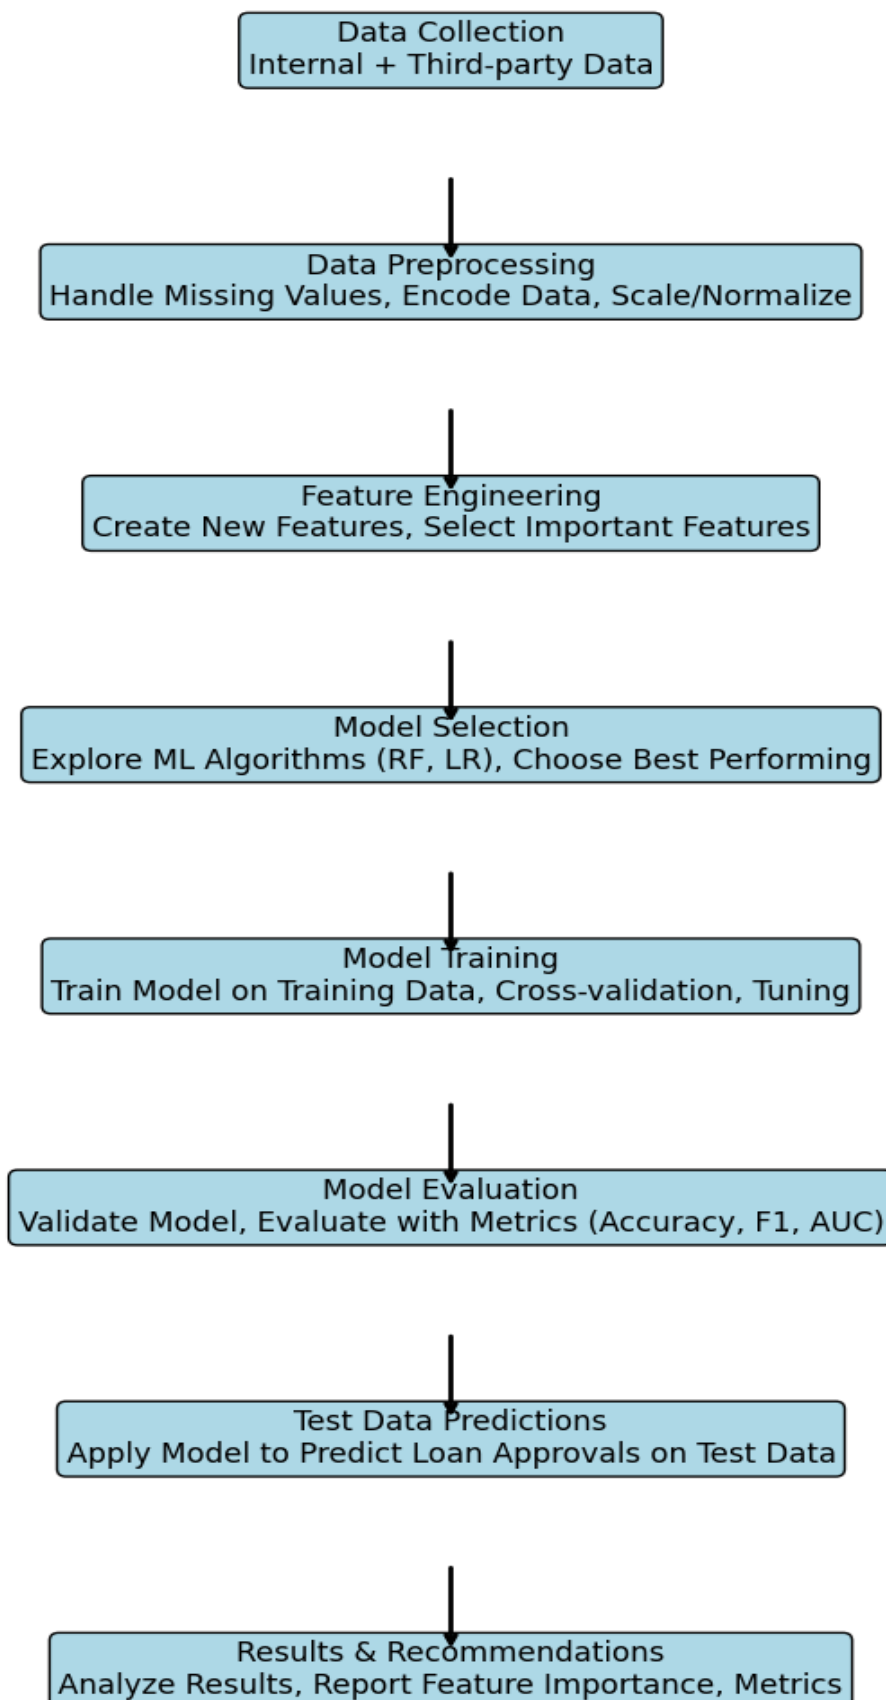 Data Collection
Internal + Third-party Data
Data Preprocessing
Handle Missing Values, Encode Data, Scale/Normalize
Feature Engineering
Create New Features, Select Important Features
Model Selection
Explore ML Algorithms (RF, LR), Choose Best Performing
Model Training
Train Model on Training Data, Cross-validation, Tuning
Model Evaluation
Validate Model, Evaluate with Metrics (Accuracy, F1, AUC)
Test Data Predictions
Apply Model to Predict Loan Approvals on Test Data
Results & Recommendations
Analyze Results, Report Feature Importance, Metrics